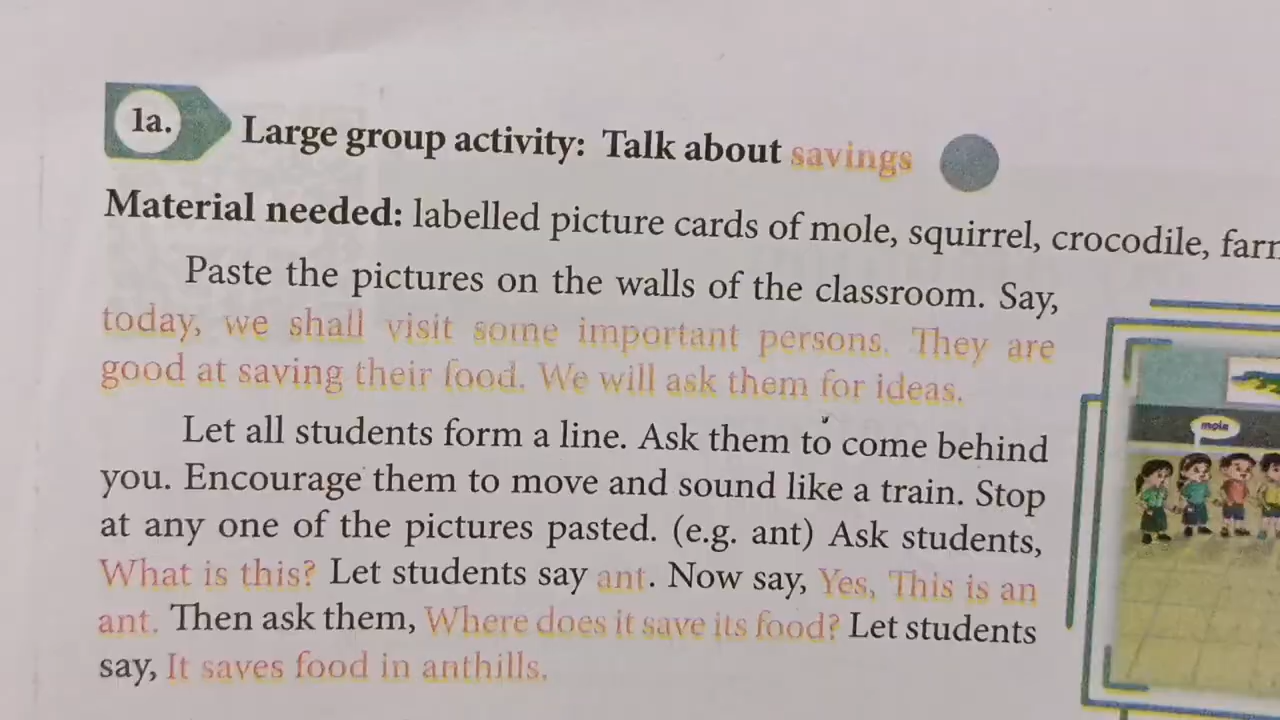 1a. Large group activity: Talk about savings
Material needed: labelled picture cards of mole, squirrel, crocodile,
Paste the pictures on the walls of the classroom. Say,
today, we shall visit some important persons. They are
good at saving their food. We will ask them for ideas.
Let all students form a line. Ask them to come behind
you. Encourage them to move and sound like a train. Stop
at any one of the pictures pasted. (e.g. ant) Ask students,
What is this? Let students say ant. Now say, Yes, This is an
ant. Then ask them, Where does it save its food? Let students
say, It saves food in anthills.
mole